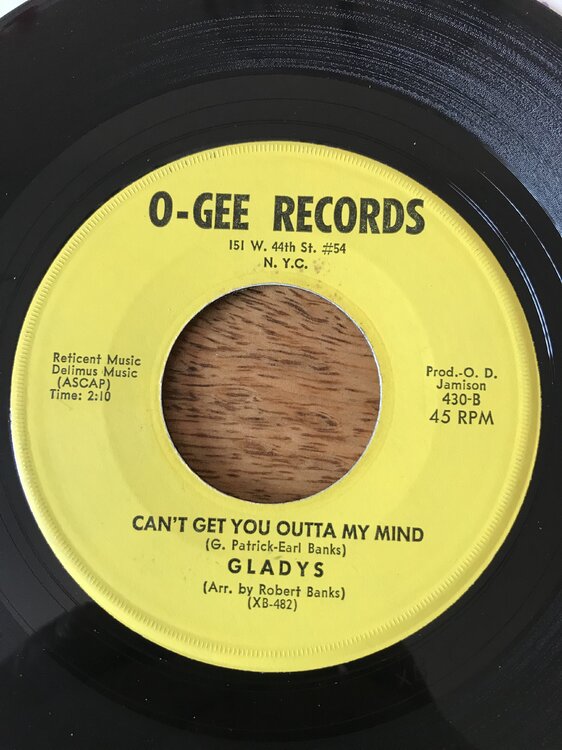 O-GEE RECORDS
151 W. 44th St. #54
N. Y.C.
Reticent Music
Delimus Music
(ASCAP)
Time: 2:10
Prod.-O. D.
Jamison
430-B
45 RPM
CAN'T GET YOU OUTTA MY MIND
(G. Patrick-Earl Banks)
GLADYS
(Arr. by Robert Banks)
(XB-482)